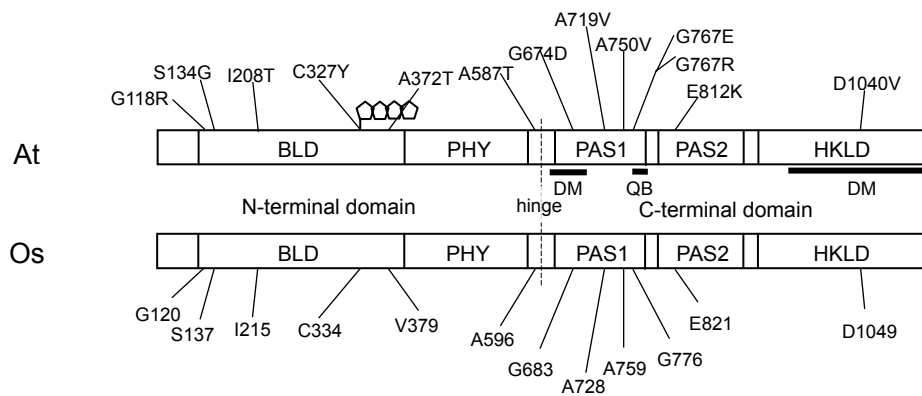 A719V
G674D
A750V
G767E
G767R
S134G
I208T
C327Y
A372T
A587T
E812K
D1040V
G118R
At
BLD
PHY
PAS1
PAS2
HKLD
DM
QB
DM
N-terminal domain
hinge
C-terminal domain
Os
BLD
PHY
PAS1
PAS2
HKLD
G120
S137
I215
C334
V379
A596
G683
A728
A759
G776
E821
D1049